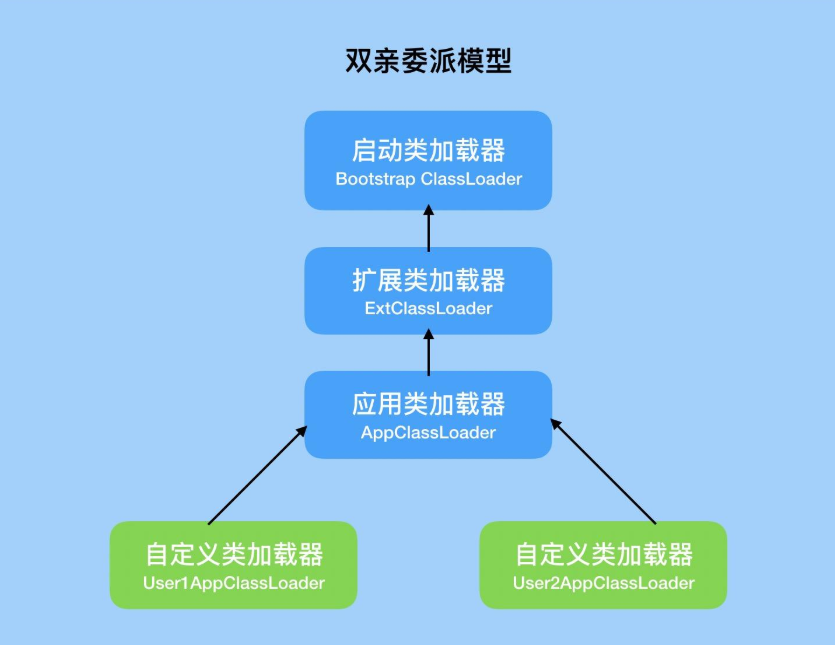 双亲委派模型
启动类加载器
Bootstrap ClassLoader
扩展类加载器
ExtClassLoader
应用类加载器
AppClassLoader
自定义类加载器
User1AppClassLoader
自定义类加载器
User2AppClassLoader